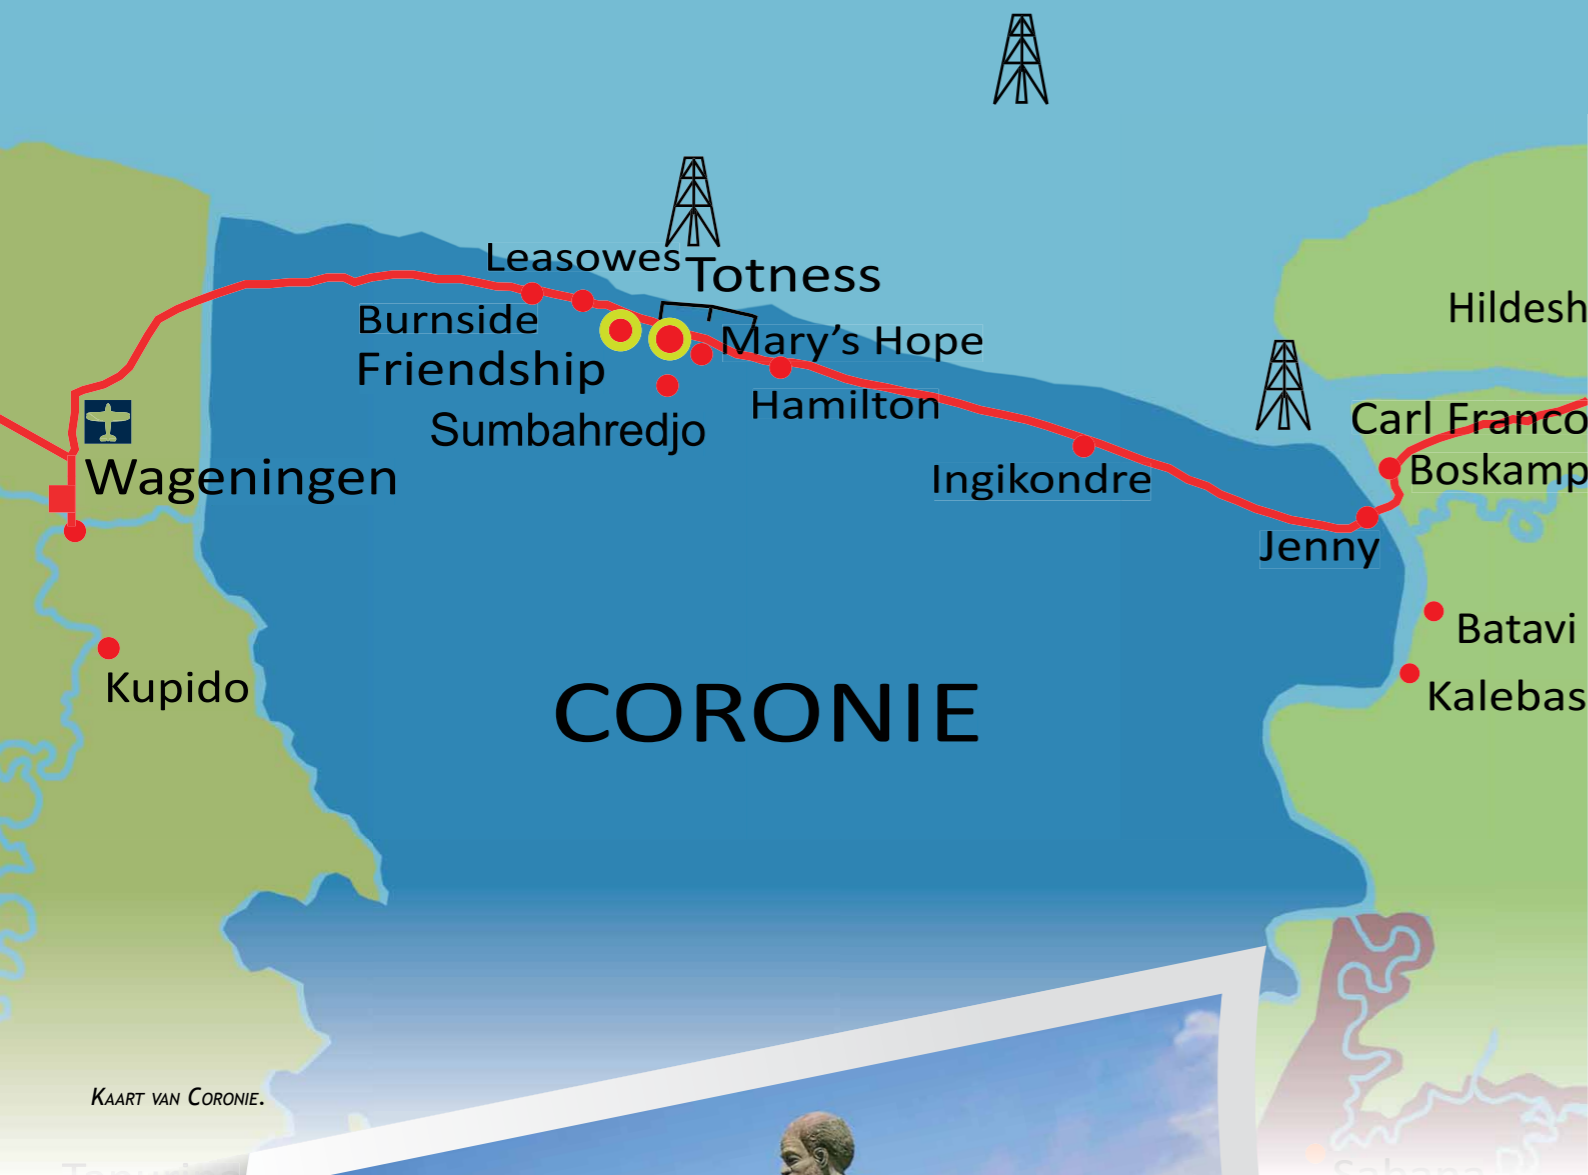 Leasowes
Totness
Hildesh
Burnside
Mary’s Hope
Friendship
Hamilton
Carl Franco
Sumbahredjo
Boskamp
Wageningen
Ingikondre
Jenny
Batavi
Kupido
Kalebas
CORONIE
Kaart van Coronie.